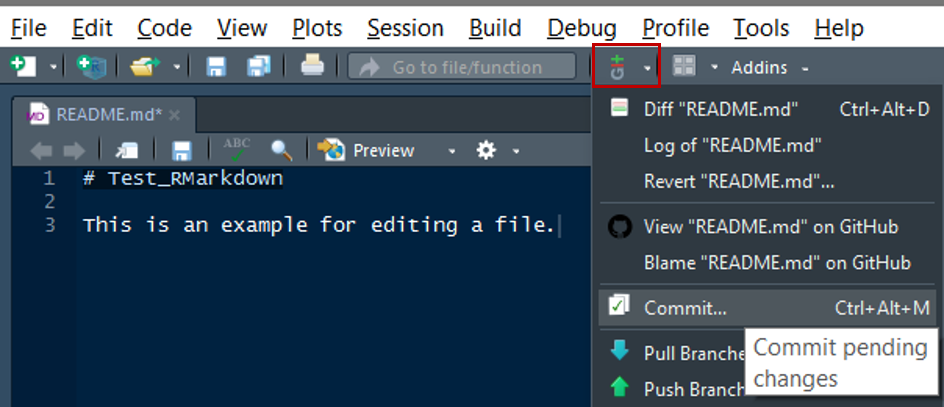 File Edit Code View Plots Session Build Debug Profile Tools Help
Go to file/function
Git
Addins
README.md*
ABC
Preview
1 # Test_RMarkdown
2
3 This is an example for editing a file.
Diff "README.md" Ctrl+Alt+D
Log of "README.md"
Revert "README.md"...
View "README.md" on GitHub
Blame "README.md" on GitHub
Commit... Ctrl+Alt+M
Pull Branche
Push Branch
Commit pending
changes